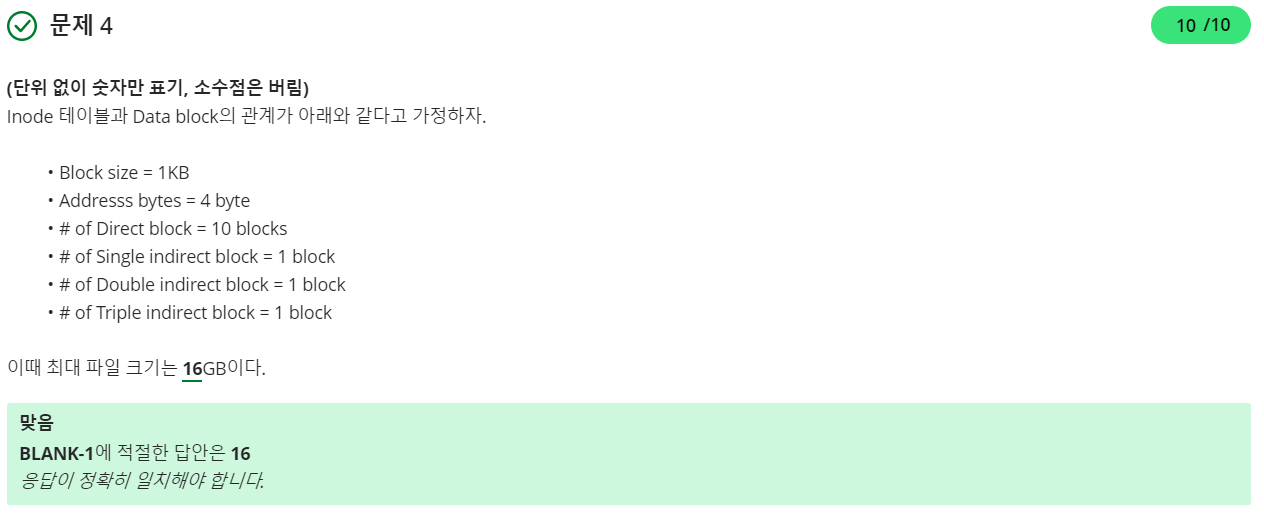 문제 4
10 /10
(단위 없이 숫자만 표기, 소수점은 버림)
Inode 테이블과 Data block의 관계가 아래와 같다고 가정하자.
• Block size = 1KB
• Addresss bytes = 4 byte
• # of Direct block = 10 blocks
• # of Single indirect block = 1 block
• # of Double indirect block = 1 block
• # of Triple indirect block = 1 block
이때 최대 파일 크기는 16GB이다.
맞음
BLANK-1에 적절한 답안은 16
응답이 정확히 일치해야 합니다.